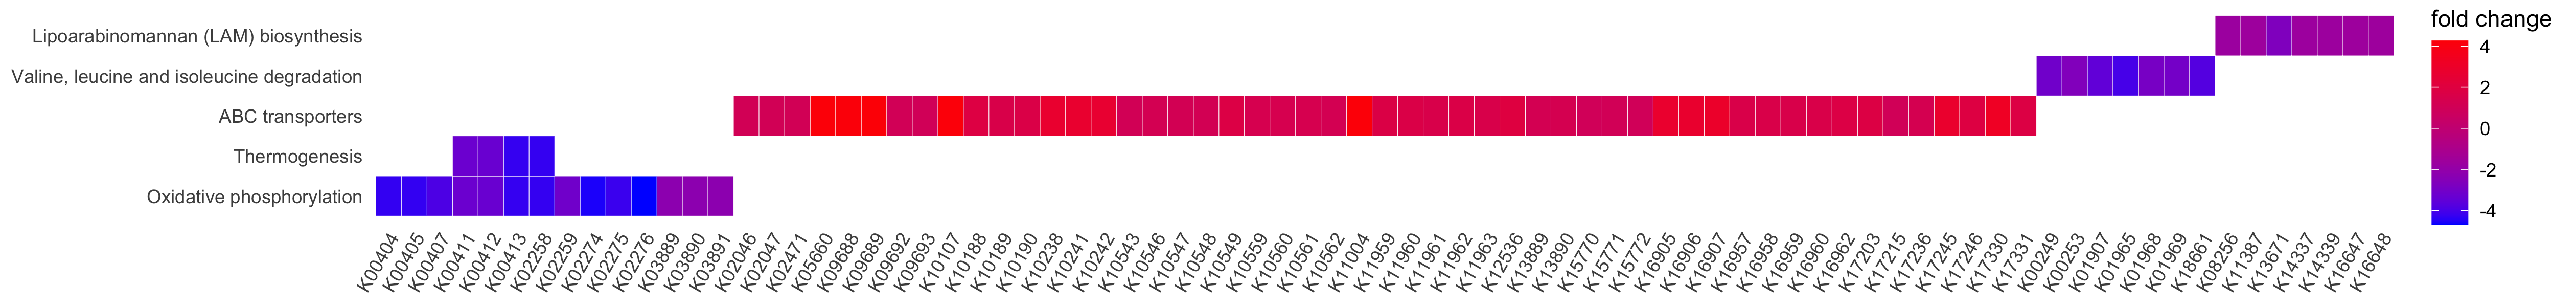 fold change
4
2
0
-2
-4
Lipoarabinomannan (LAM) biosynthesis
Valine, leucine and isoleucine degradation
ABC transporters
Thermogenesis
Oxidative phosphorylation
K00404
K00405
K00407
K00411
K00412
K00413
K02258
K02259
K02274
K02275
K02276
K03889
K03890
K03891
K02046
K02047
K02471
K05660
K09688
K09689
K09692
K09693
K10107
K10188
K10189
K10190
K10238
K10241
K10242
K10543
K10546
K10547
K10548
K10549
K10559
K10560
K10561
K10562
K11004
K11959
K11960
K11961
K11962
K11963
K12536
K13889
K13890
K15770
K15771
K15772
K16905
K16906
K16907
K16957
K16958
K16959
K16960
K16962
K17203
K17215
K17236
K17245
K17246
K17330
K17331
K00249
K00253
K01907
K01965
K01968
K01969
K18661
K08256
K11387
K13671
K14337
K14339
K16647
K16648